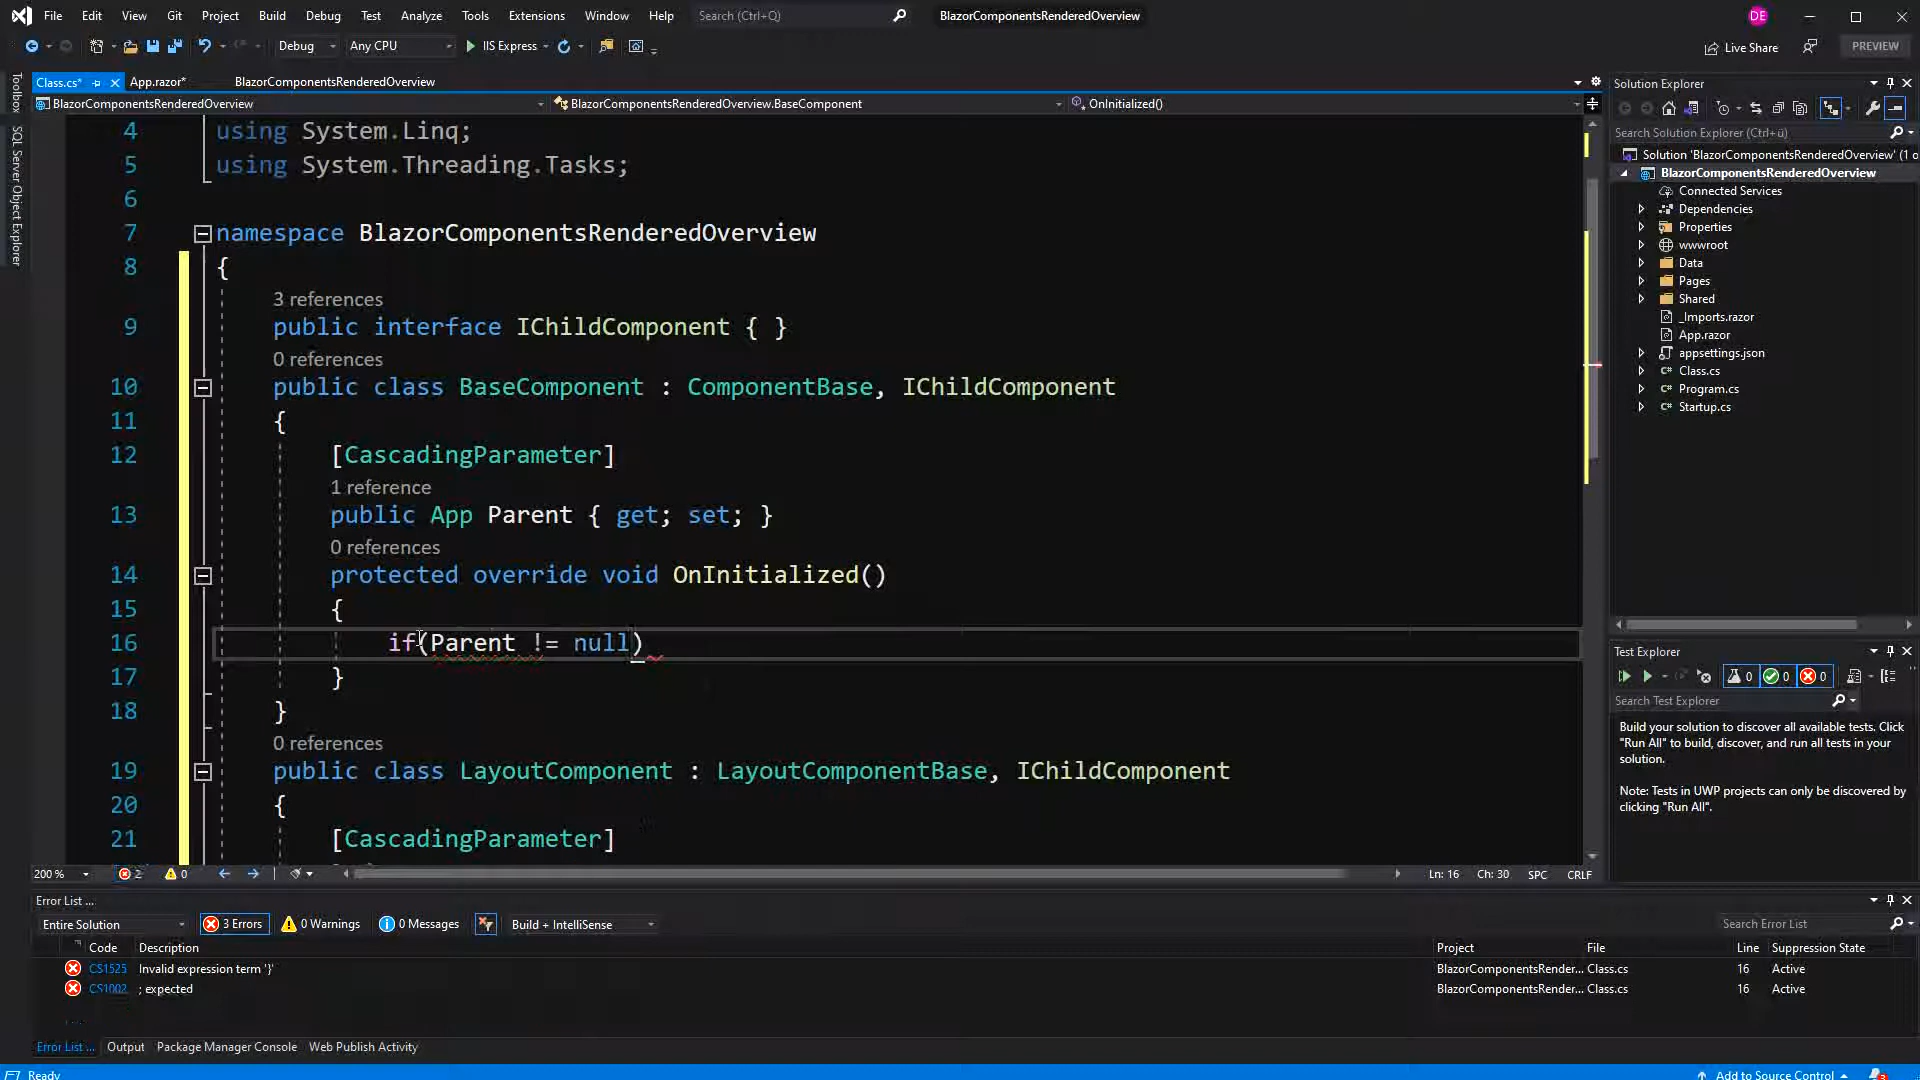 File Edit View Git Project Build Debug Test Analyze Tools Extensions Window Help Search (Ctrl+Q) BlazorComponentsRenderedOverview DE
Debug Any CPU IIS Express Live Share PREVIEW
Class.cs* App.razor* BlazorComponentsRenderedOverview
BlazorComponentsRenderedOverview BlazorComponentsRenderedOverview.BaseComponent OnInitialized()
Toolbox
SQL Server Object Explorer
4 using System.Linq;
5 using System.Threading.Tasks;
6
7 namespace BlazorComponentsRenderedOverview
8 {
3 references
9 public interface IChildComponent { }
0 references
10 public class BaseComponent : ComponentBase, IChildComponent
11 {
12 [CascadingParameter]
1 reference
13 public App Parent { get; set; }
0 references
14 protected override void OnInitialized()
15 {
16 if(Parent != null)
17 }
18 }
0 references
19 public class LayoutComponent : LayoutComponentBase, IChildComponent
20 {
21 [CascadingParameter]
200 % 2 0 Ln: 16 Ch: 30 SPC CRLF
Solution Explorer
Search Solution Explorer (Ctrl+ü)
Solution 'BlazorComponentsRenderedOverview' (1 o
BlazorComponentsRenderedOverview
Connected Services
Dependencies
Properties
wwwroot
Data
Pages
Shared
_Imports.razor
App.razor
appsettings.json
Class.cs
Program.cs
Startup.cs
Test Explorer
0 0 0
Search Test Explorer
Build your solution to discover all available tests. Click
"Run All" to build, discover, and run all tests in your
solution.
Note: Tests in UWP projects can only be discovered by
clicking "Run All".
Error List ...
Entire Solution 3 Errors 0 Warnings 0 Messages Build + IntelliSense Search Error List
Code Description Project File Line Suppression State
CS1525 Invalid expression term '}' BlazorComponentsRender... Class.cs 16 Active
CS1002 ; expected BlazorComponentsRender... Class.cs 16 Active
Error List ... Output Package Manager Console Web Publish Activity
Ready Add to Source Control